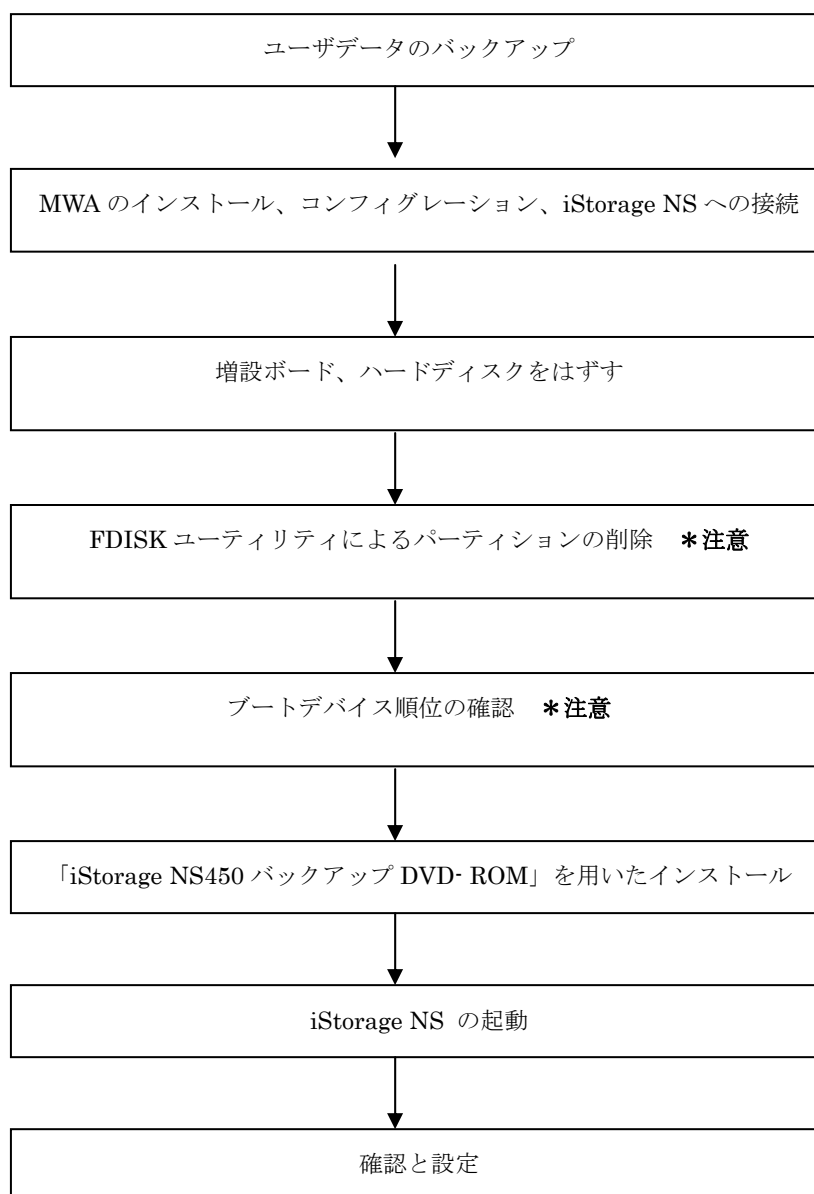 ユーザデータのバックアップ
MWA のインストール、コンフィグレーション、iStorage NS への接続
増設ボード、ハードディスクをはずす
FDISK ユーティリティによるパーティションの削除　＊注意
ブートデバイス順位の確認　＊注意
「iStorage NS450 バックアップ DVD- ROM」を用いたインストール
iStorage NS の起動
確認と設定